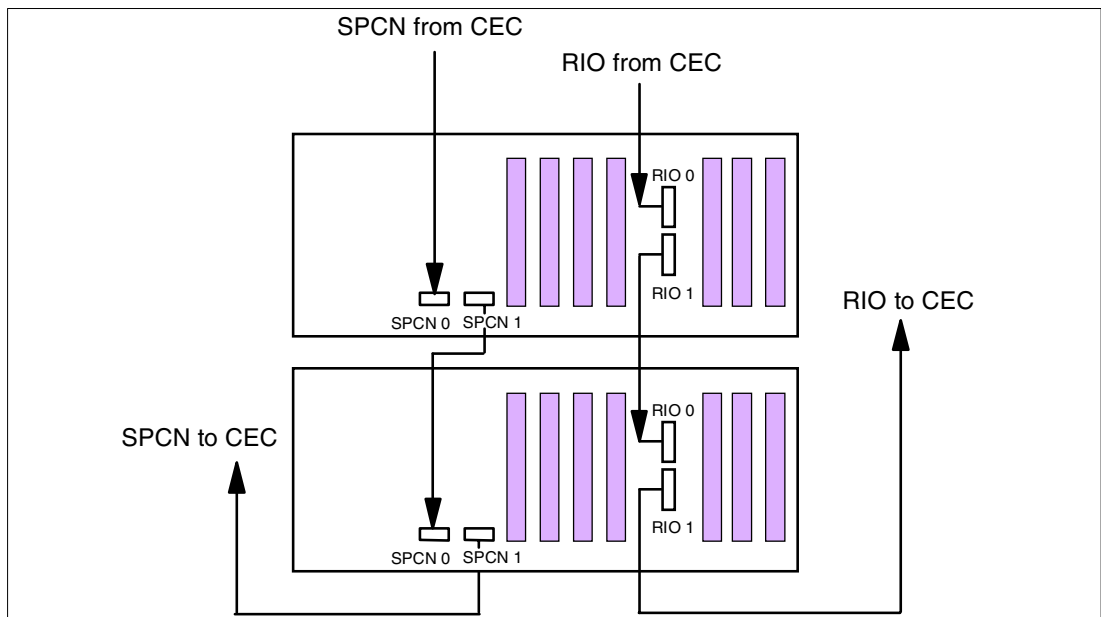 SPCN from CEC
RIO from CEC
RIO 0
RIO 1
SPCN 0 SPCN 1
RIO to CEC
RIO 0
SPCN to CEC
RIO 1
SPCN 0 SPCN 1